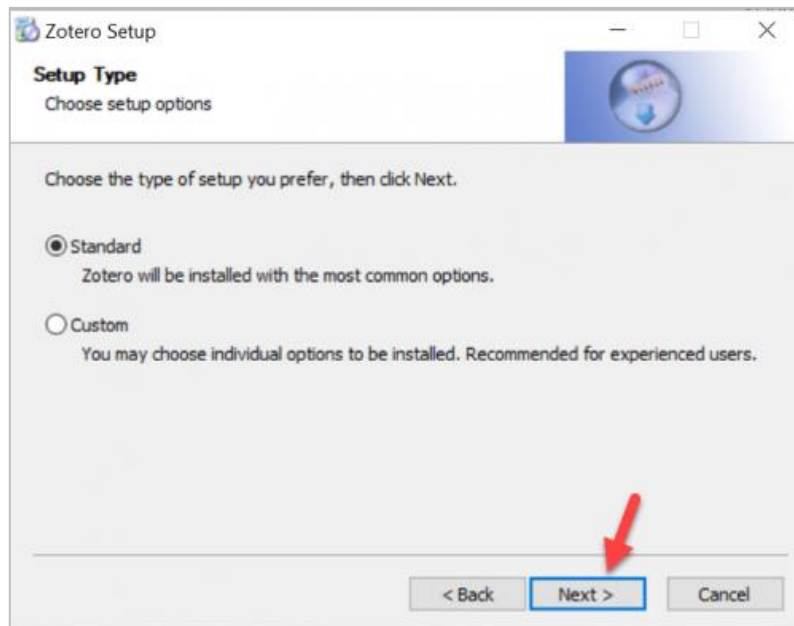 Zotero Setup
Setup Type
Choose setup options
Choose the type of setup you prefer, then click Next.
Standard
Zotero will be installed with the most common options.
Custom
You may choose individual options to be installed. Recommended for experienced users.
< Back Next > Cancel